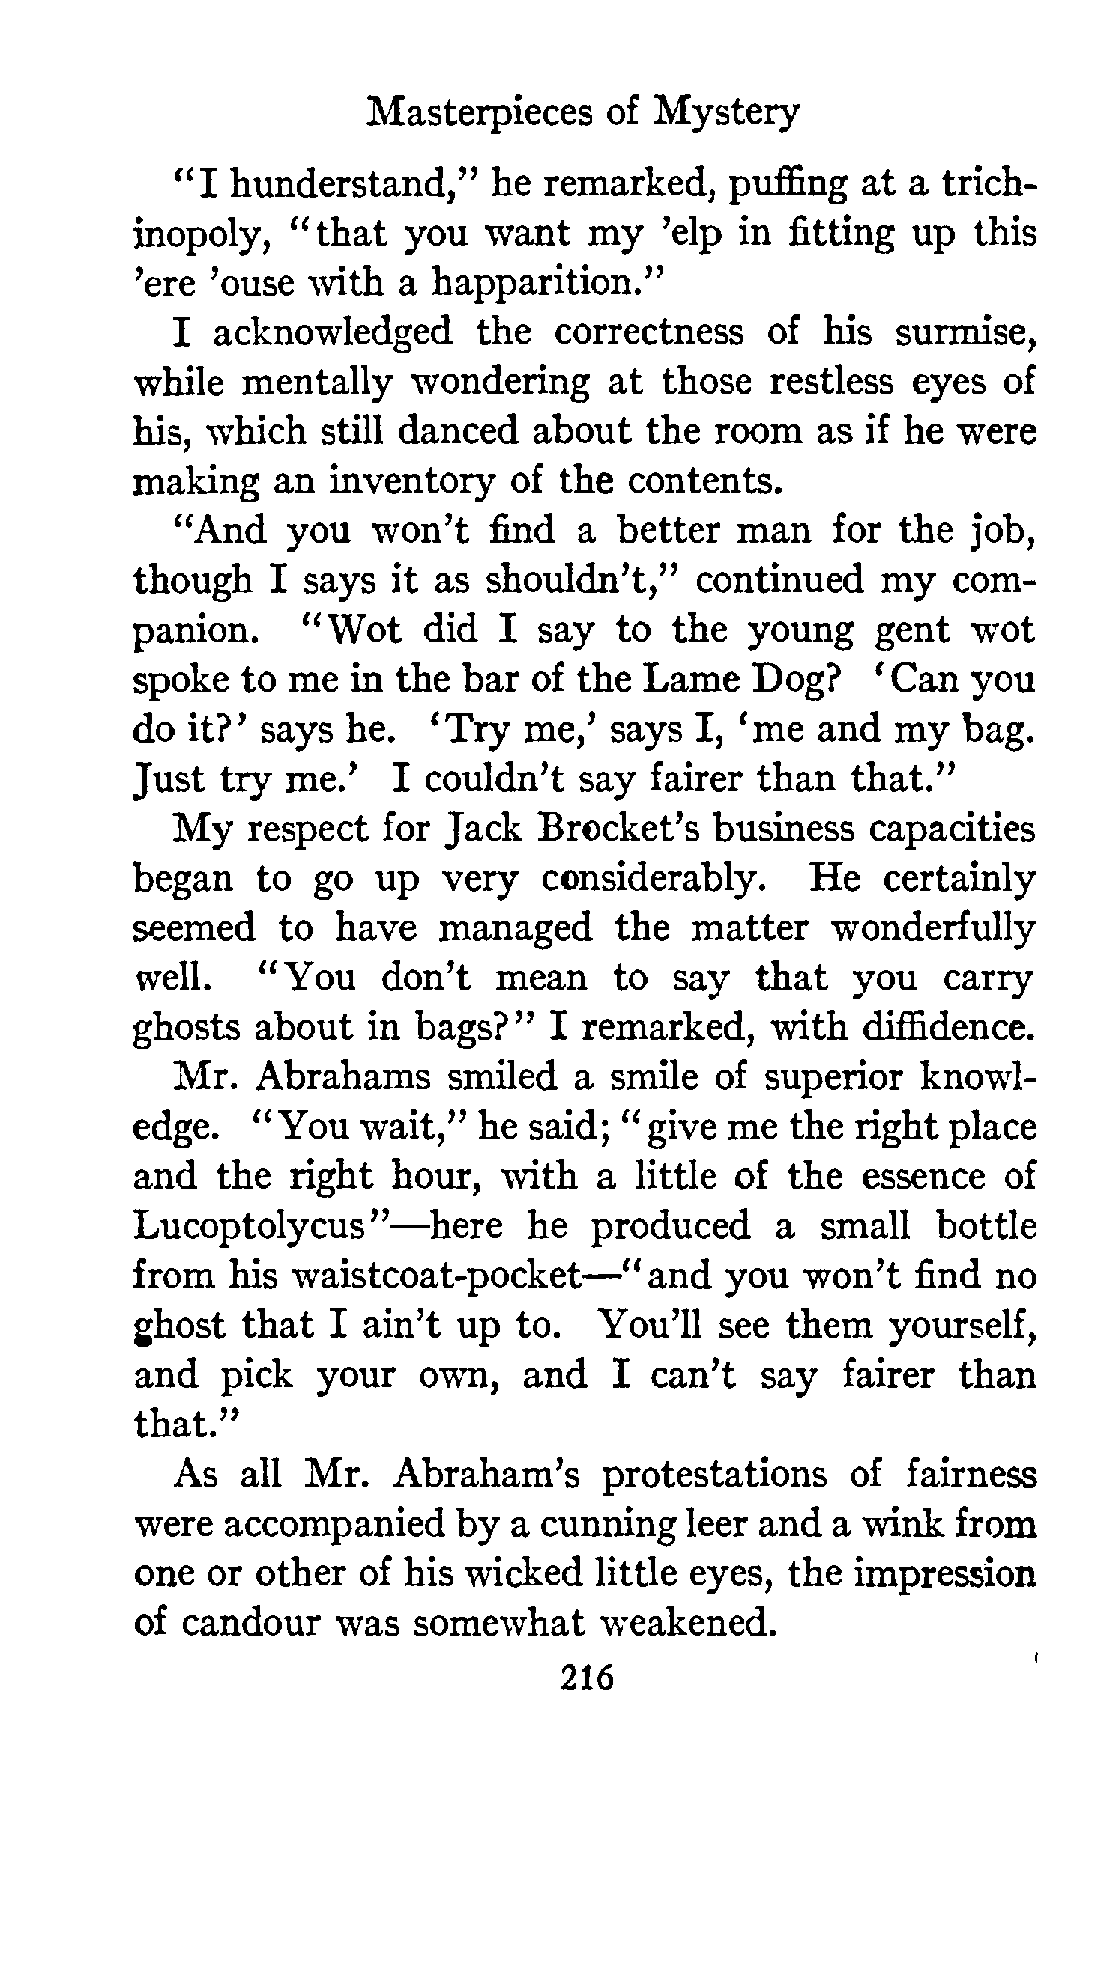 Masterpieces of Mystery
"I hunderstand," he remarked, puffing at a trich-
inopoly, "that you want my 'elp in fitting up this
'ere 'ouse with a happarition."
I acknowledged the correctness of his surmise,
while mentally wondering at those restless eyes of
his, which still danced about the room as if he were
making an inventory of the contents.
"And you won't find a better man for the job,
though I says it as shouldn't," continued my com-
panion. "Wot did I say to the young gent wot
spoke to me in the bar of the Lame Dog? 'Can you
do it?' says he. 'Try me,' says I, 'me and my bag.
Just try me.' I couldn't say fairer than that."
My respect for Jack Brocket's business capacities
began to go up very considerably. He certainly
seemed to have managed the matter wonderfully
well. "You don't mean to say that you carry
ghosts about in bags?" I remarked, with diffidence.
Mr. Abrahams smiled a smile of superior knowl-
edge. "You wait," he said; "give me the right place
and the right hour, with a little of the essence of
Lucoptolycus"—here he produced a small bottle
from his waistcoat-pocket—"and you won't find no
ghost that I ain't up to. You'll see them yourself,
and pick your own, and I can't say fairer than
that."
As all Mr. Abraham's protestations of fairness
were accompanied by a cunning leer and a wink from
one or other of his wicked little eyes, the impression
of candour was somewhat weakened.
216